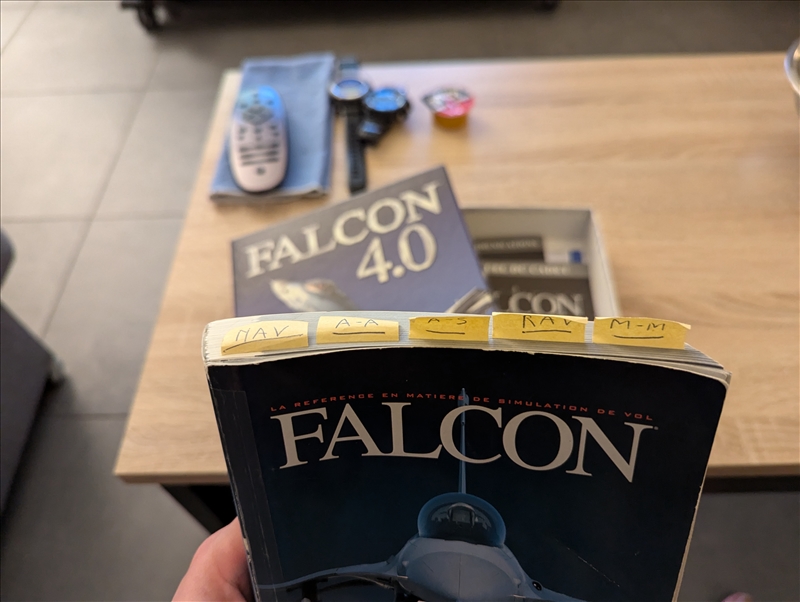 FALCON
4.0
CON
NAV
A-A
A-S
RAV
M-M
LA REFERENCE EN MATIERE DE SIMULATION DE VOL
FALCON